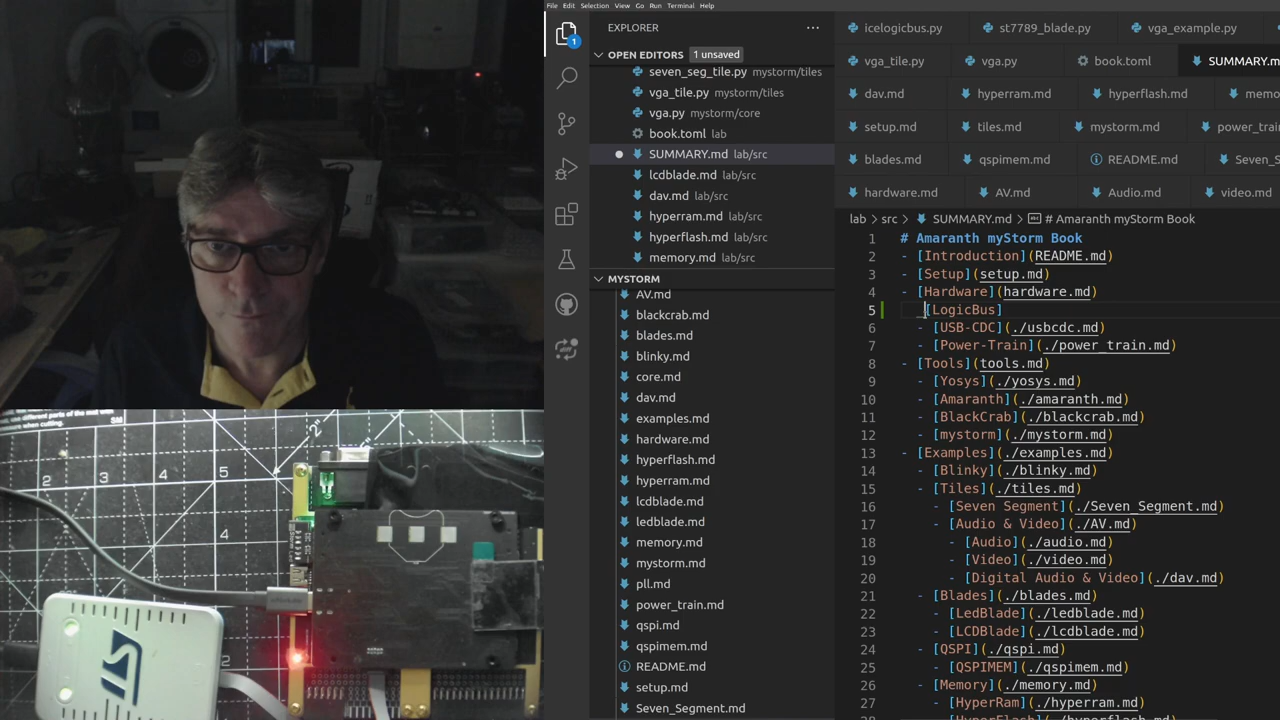 File Edit Selection View Go Run Terminal Help
EXPLORER
OPEN EDITORS 1 unsaved
seven_seg_tile.py mystorm/tiles
vga_tile.py mystorm/tiles
vga.py mystorm/core
book.toml lab
SUMMARY.md lab/src
lcdblade.md lab/src
dav.md lab/src
hyperram.md lab/src
hyperflash.md lab/src
memory.md lab/src
MYSTORM
AV.md
blackcrab.md
blades.md
blinky.md
core.md
dav.md
examples.md
hardware.md
hyperflash.md
hyperram.md
lcdblade.md
ledblade.md
memory.md
mystorm.md
pll.md
power_train.md
qspi.md
qspimem.md
README.md
setup.md
Seven_Segment.md
icelogicbus.py st7789_blade.py vga_example.py
vga_tile.py vga.py book.toml SUMMARY.m
dav.md hyperram.md hyperflash.md memo
setup.md tiles.md mystorm.md power_train
blades.md qspimem.md README.md Seven_S
hardware.md AV.md Audio.md video.md
lab > src > SUMMARY.md > # Amaranth myStorm Book
1 # Amaranth myStorm Book
2 - [Introduction](README.md)
3 - [Setup](setup.md)
4 - [Hardware](hardware.md)
5 [LogicBus]
6 - [USB-CDC](./usbcdc.md)
7 - [Power-Train](./power_train.md)
8 - [Tools](tools.md)
9 - [Yosys](./yosys.md)
10 - [Amaranth](./amaranth.md)
11 - [BlackCrab](./blackcrab.md)
12 - [mystorm](./mystorm.md)
13 - [Examples](./examples.md)
14 - [Blinky](./blinky.md)
15 - [Tiles](./tiles.md)
16 - [Seven Segment](./Seven_Segment.md)
17 - [Audio & Video](./AV.md)
18 - [Audio](./audio.md)
19 - [Video](./video.md)
20 - [Digital Audio & Video](./dav.md)
21 - [Blades](./blades.md)
22 - [LedBlade](./ledblade.md)
23 - [LCDBlade](./lcdblade.md)
24 - [QSPI](./qspi.md)
25 - [QSPIMEM](./qspimem.md)
26 - [Memory](./memory.md)
27 - [HyperRam](./hyperram.md)